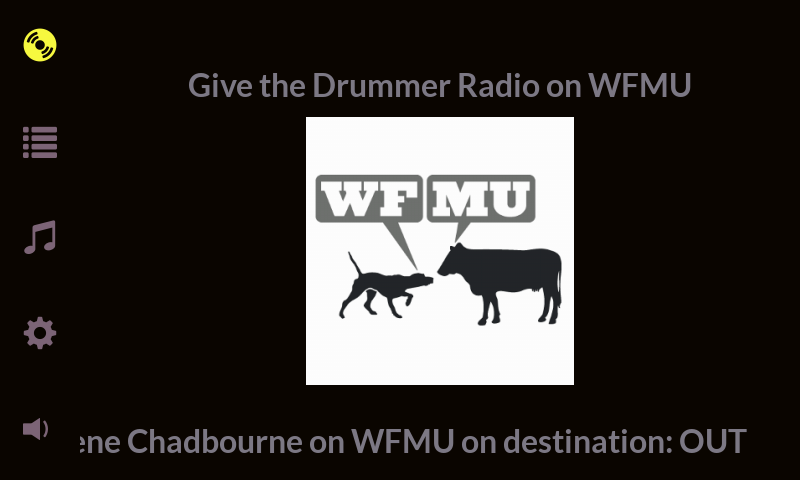 Give the Drummer Radio on WFMU
WF MU
ene Chadbourne on WFMU on destination: OUT